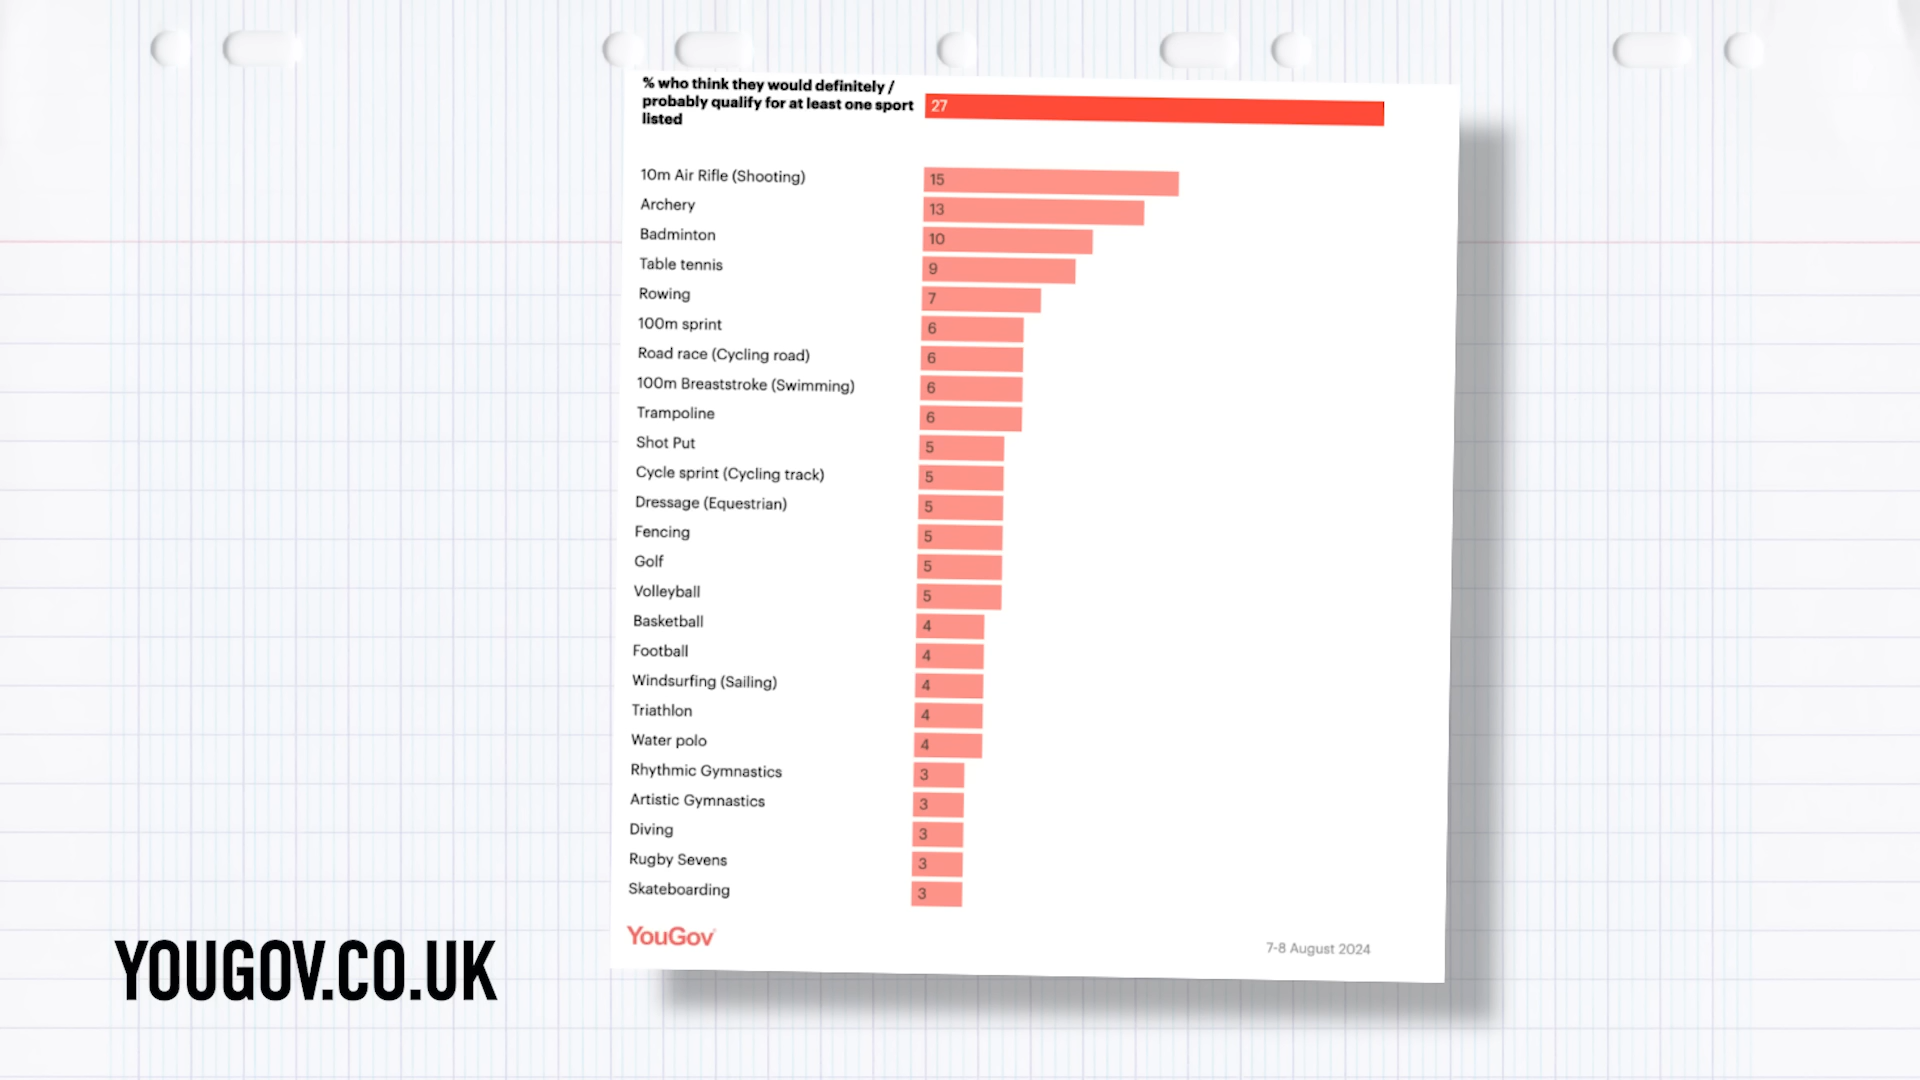 % who think they would definitely /
probably qualify for at least one sport
listed
27
10m Air Rifle (Shooting) 15
Archery 13
Badminton 10
Table tennis 9
Rowing 7
100m sprint 6
Road race (Cycling road) 6
100m Breaststroke (Swimming) 6
Trampoline 6
Shot Put 5
Cycle sprint (Cycling track) 5
Dressage (Equestrian) 5
Fencing 5
Golf 5
Volleyball 5
Basketball 4
Football 4
Windsurfing (Sailing) 4
Triathlon 4
Water polo 4
Rhythmic Gymnastics 3
Artistic Gymnastics 3
Diving 3
Rugby Sevens 3
Skateboarding 3
YouGov
7-8 August 2024
YOUGOV.CO.UK